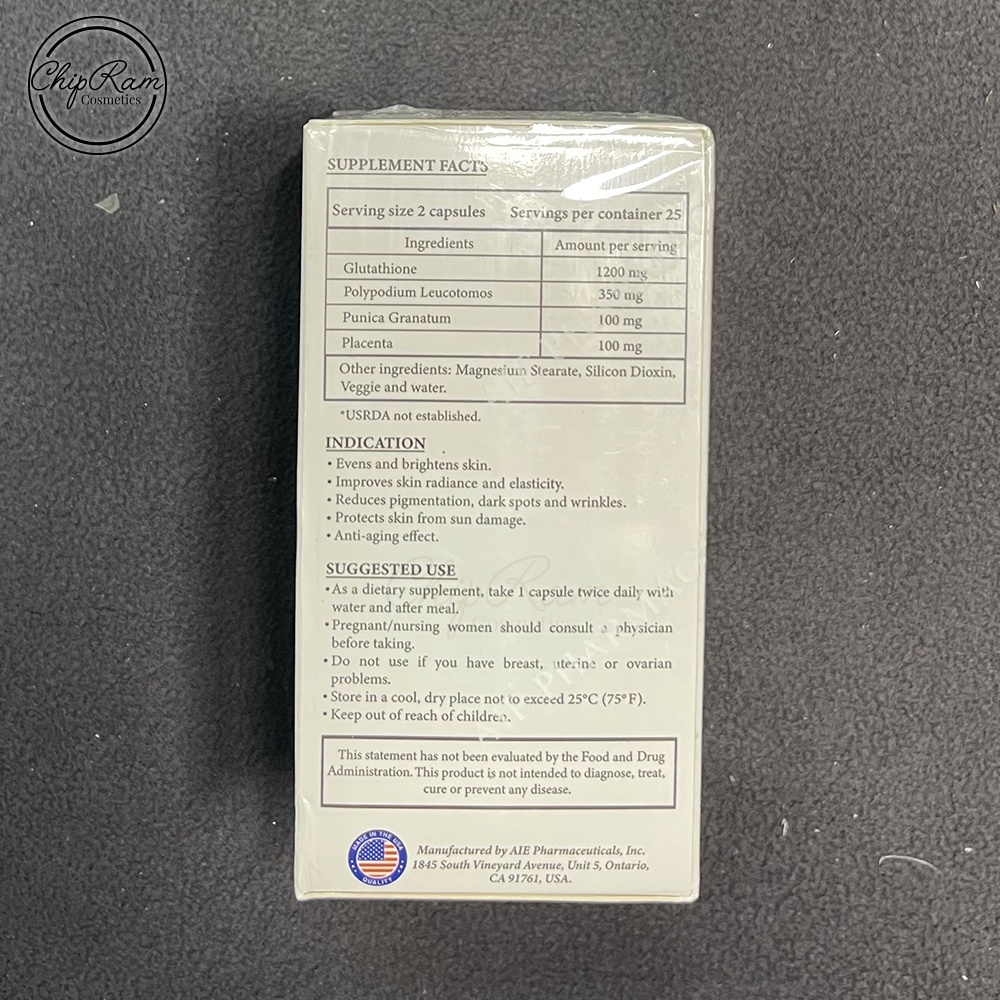 ChipRam
Cosmetics
SUPPLEMENT FACTS
Serving size 2 capsules Servings per container 25
Ingredients Amount per serving
Glutathione 1200 mg
Polypodium Leucotomos 350 mg
Punica Granatum 100 mg
Placenta 100 mg
Other ingredients: Magnesium Stearate, Silicon Dioxin,
Veggie and water.
*USRDA not established.
INDICATION
• Evens and brightens skin.
• Improves skin radiance and elasticity.
• Reduces pigmentation, dark spots and wrinkles.
• Protects skin from sun damage.
• Anti-aging effect.
SUGGESTED USE
• As a dietary supplement, take 1 capsule twice daily with
water and after meal.
• Pregnant/nursing women should consult a physician
before taking.
• Do not use if you have breast, uterine or ovarian
problems.
• Store in a cool, dry place not to exceed 25°C (75°F).
• Keep out of reach of children.
This statement has not been evaluated by the Food and Drug
Administration. This product is not intended to diagnose, treat,
cure or prevent any disease.
MADE IN THE USA
QUALITY
Manufactured by AIE Pharmaceuticals, Inc.
1845 South Vineyard Avenue, Unit 5, Ontario,
CA 91761, USA.